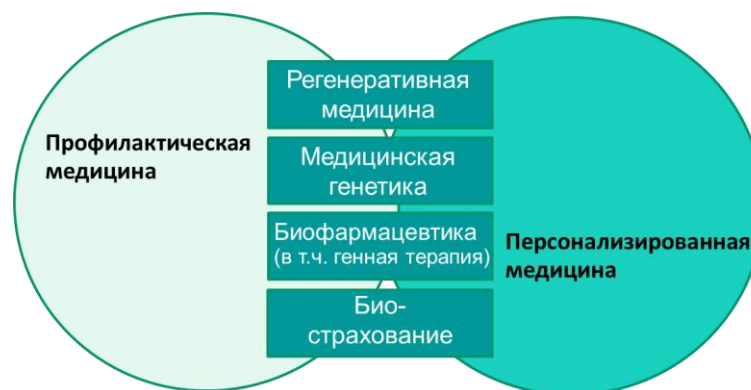 Профилактическая
медицина
Регенеративная
медицина
Медицинская
генетика
Биофармацевтика
(в т.ч. генная терапия)
Био-
страхование
Персонализированная
медицина